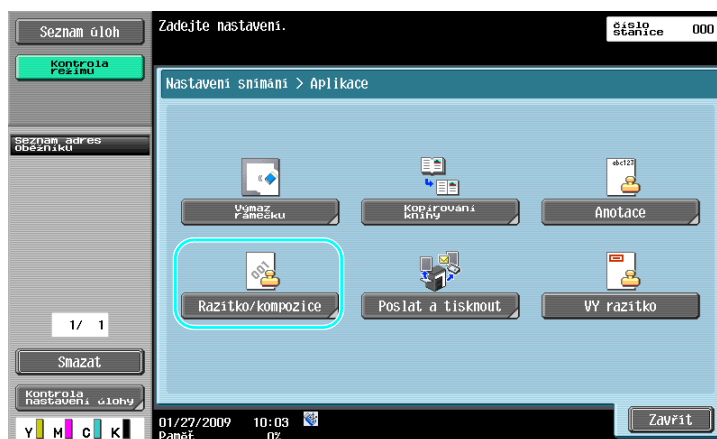 Seznam úloh
Kontrola
režimu
Seznam adres
oběžníku
1/ 1
Smazat
Kontrola
nastavení úlohy
Y M C K
Zadejte nastavení.
číslo
stanice 000
Nastavení snímání > Aplikace
Výmaz
rámečku
Kopírování
knihy
abc123
Anotace
001
Razítko/kompozice
Poslat a tisknout
VY razítko
01/27/2009 10:03
Paměť 0%
Zavřít